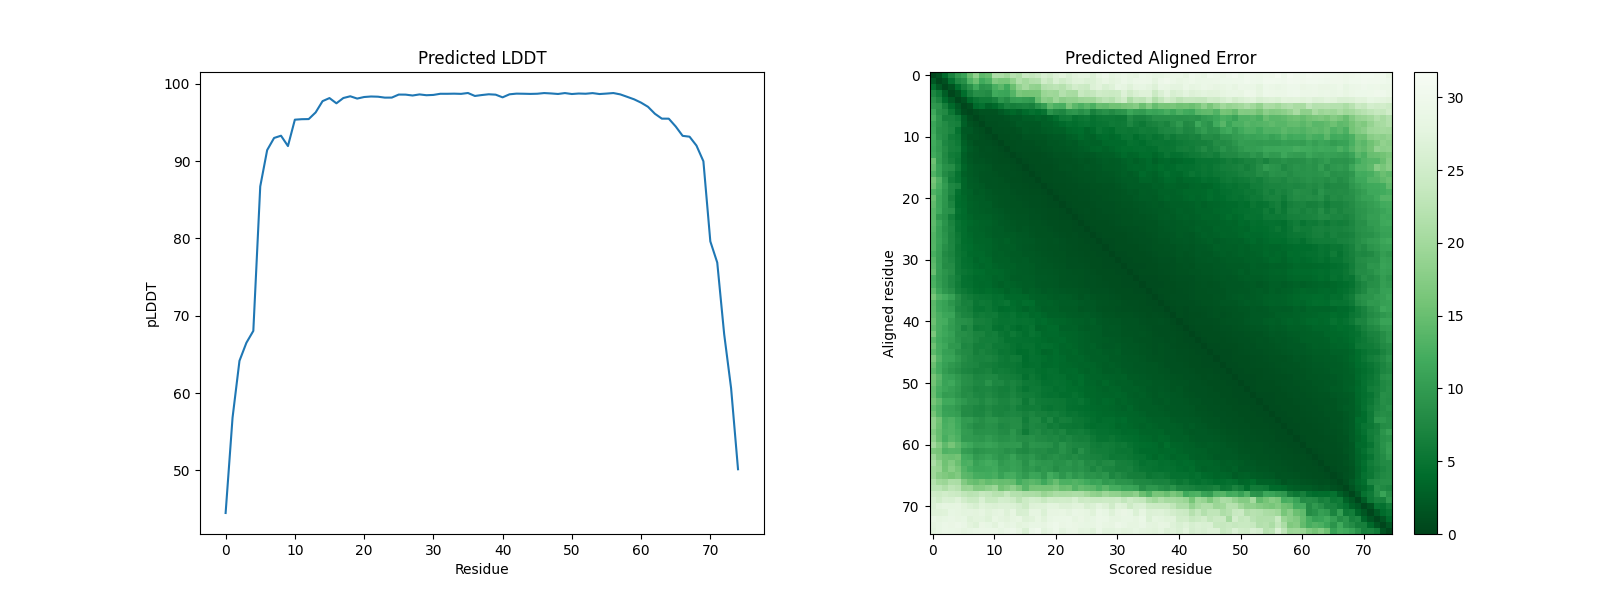 Predicted LDDT
100
90
80
70
60
50
pLDDT
0 10 20 30 40 50 60 70
Residue
Predicted Aligned Error
0
10
20
30
40
50
60
70
Aligned residue
0 10 20 30 40 50 60 70
Scored residue
30
25
20
15
10
5
0